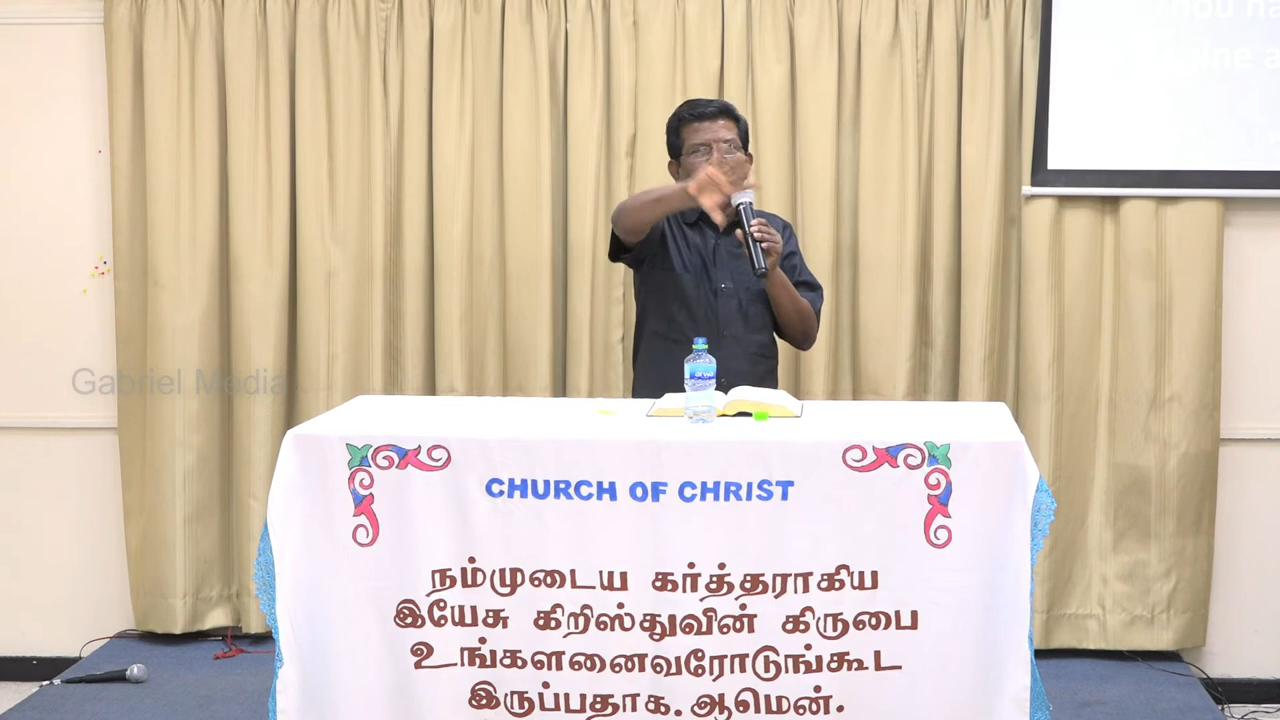 Gabriel Media
CHURCH OF CHRIST
நம்முடைய கர்த்தராகிய
இயேசு கிறிஸ்துவின் கிருபை
உங்களனைவரோடுங்கூட
இருப்பதாக. ஆமென்.